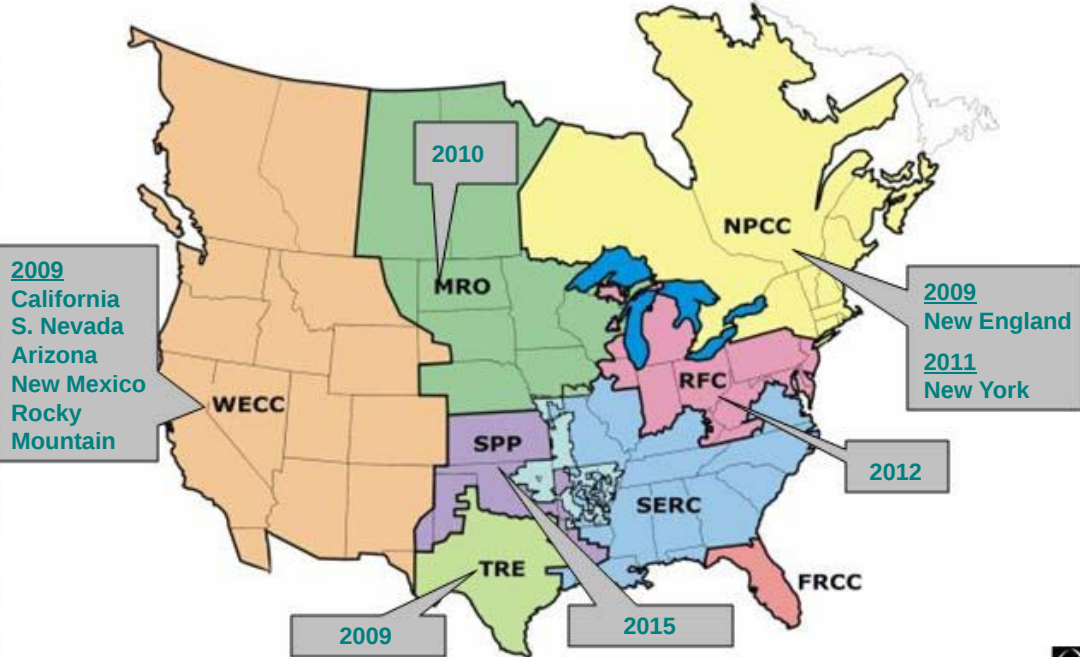 2010
NPCC
MRO
2009
California
S. Nevada
Arizona
New Mexico
Rocky
Mountain
2009
New England
2011
New York
WECC
RFC
SPP
2012
SERC
TRE
FRCC
2009
2015